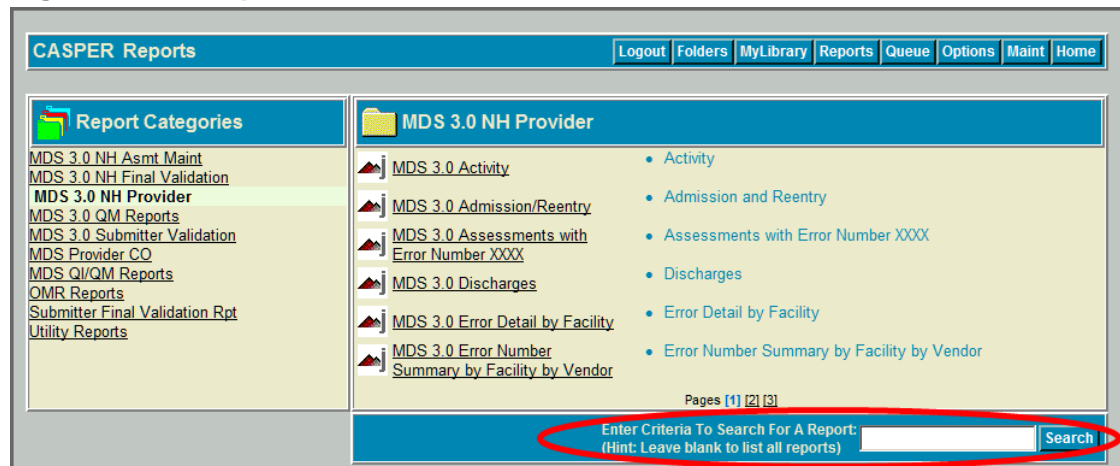 CASPER Reports
Logout Folders MyLibrary Reports Queue Options Maint Home
Report Categories
MDS 3.0 NH Asmt Maint
MDS 3.0 NH Final Validation
MDS 3.0 NH Provider
MDS 3.0 QM Reports
MDS 3.0 Submitter Validation
MDS Provider CO
MDS QI/QM Reports
OMR Reports
Submitter Final Validation Rpt
Utility Reports
MDS 3.0 NH Provider
MDS 3.0 Activity
• Activity
MDS 3.0 Admission/Reentry
• Admission and Reentry
MDS 3.0 Assessments with
Error Number XXXX
• Assessments with Error Number XXXX
MDS 3.0 Discharges
• Discharges
MDS 3.0 Error Detail by Facility
• Error Detail by Facility
MDS 3.0 Error Number
Summary by Facility by Vendor
• Error Number Summary by Facility by Vendor
Pages [1] [2] [3]
Enter Criteria To Search For A Report:
(Hint: Leave blank to list all reports)
Search